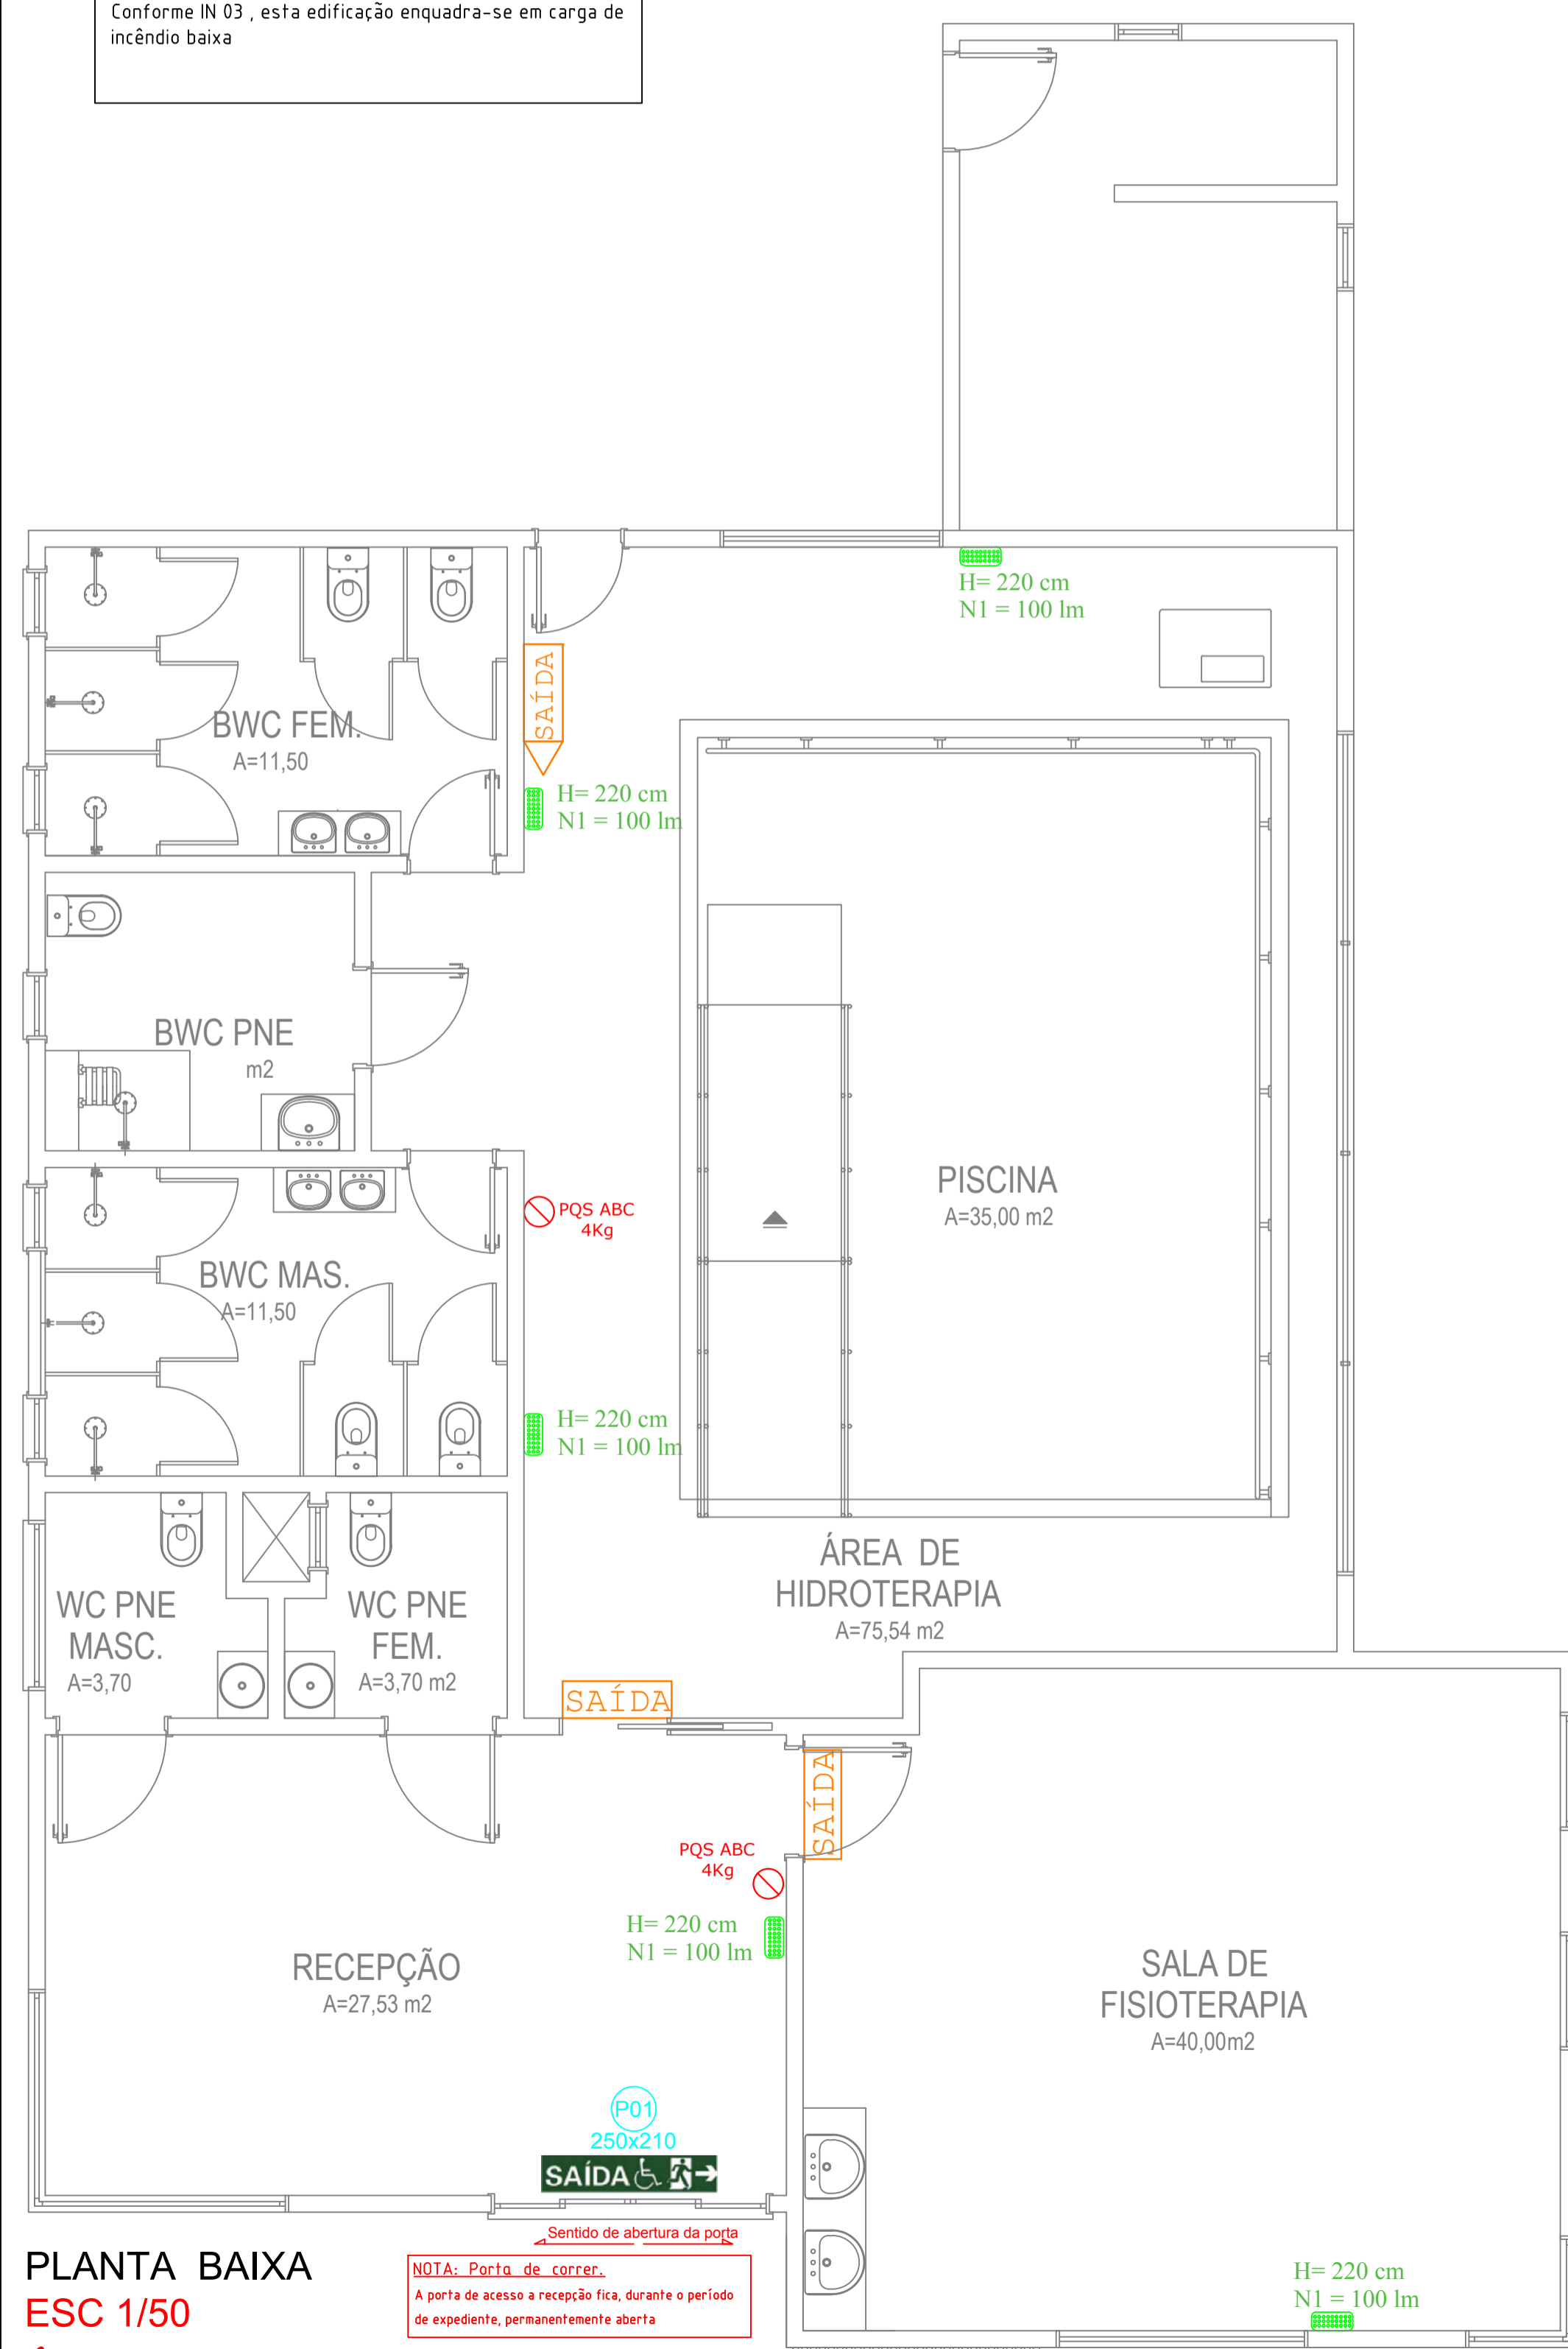 Conforme IN 03 , esta edificação enquadra-se em carga de
incêndio baixa
H= 220 cm
N1 = 100 lm
SAÍDA
BWC FEM.
A=11,50
H= 220 cm
N1 = 100 lm
BWC PNE
m2
PISCINA
A=35,00 m2
PQS ABC
4Kg
BWC MAS.
A=11,50
H= 220 cm
N1 = 100 lm
ÁREA DE
HIDROTERAPIA
A=75,54 m2
WC PNE
MASC.
A=3,70
WC PNE
FEM.
A=3,70 m2
SAÍDA
SAÍDA
PQS ABC
4Kg
H= 220 cm
N1 = 100 lm
RECEPÇÃO
A=27,53 m2
SALA DE
FISIOTERAPIA
A=40,00m2
P01
250x210
SAÍDA
Sentido de abertura da porta
PLANTA BAIXA
ESC 1/50
NOTA: Porta de correr.
A porta de acesso a recepção fica, durante o período
de expediente, permanentemente aberta
H= 220 cm
N1 = 100 lm